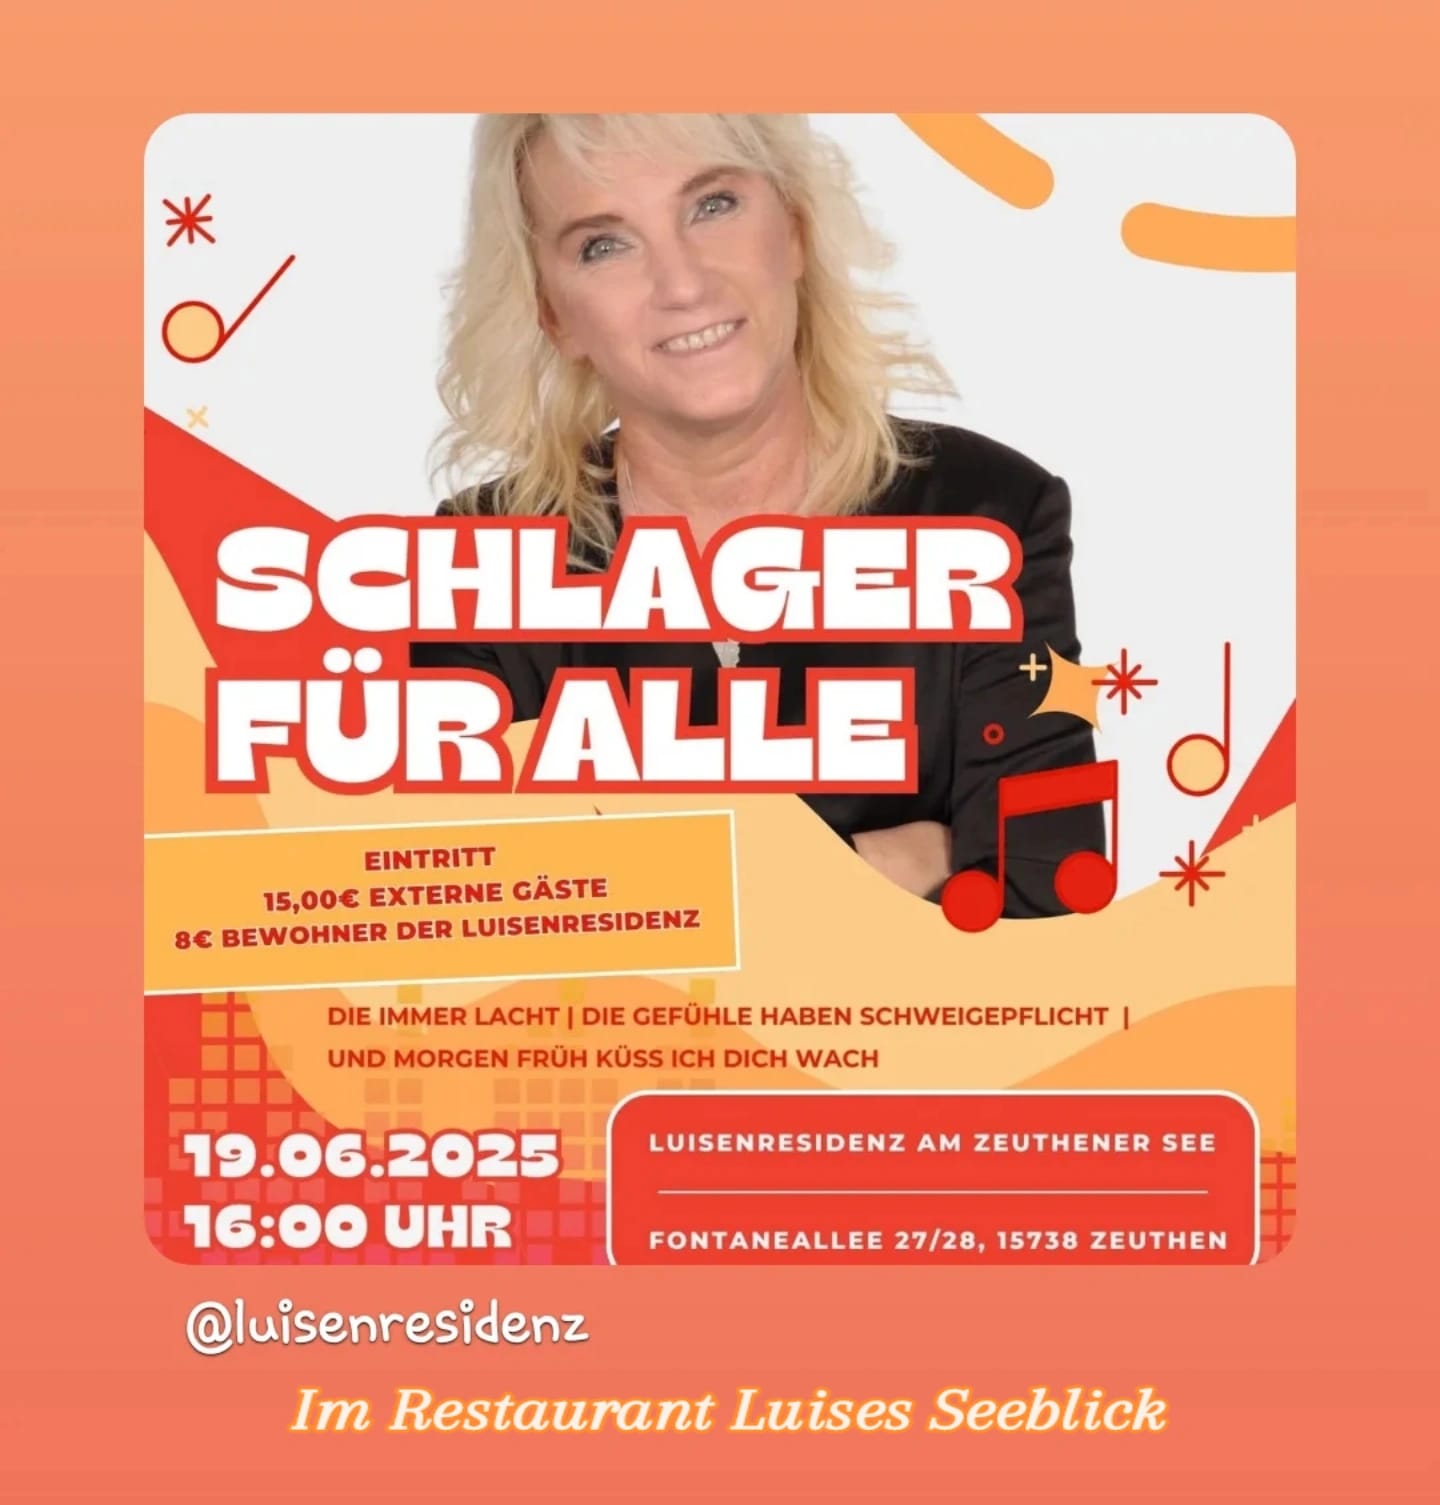 SCHLAGER
FÜR ALLE
EINTRITT
15,00€ EXTERNE GÄSTE
8€ BEWOHNER DER LUISENRESIDENZ
DIE IMMER LACHT | DIE GEFÜHLE HABEN SCHWEIGEPFLICHT |
UND MORGEN FRÜH KÜSS ICH DICH WACH
19.06.2025
16:00 UHR
LUISENRESIDENZ AM ZEUTHENER SEE
FONTANEALLEE 27/28, 15738 ZEUTHEN
@luisenresidenz
Im Restaurant Luises Seeblick